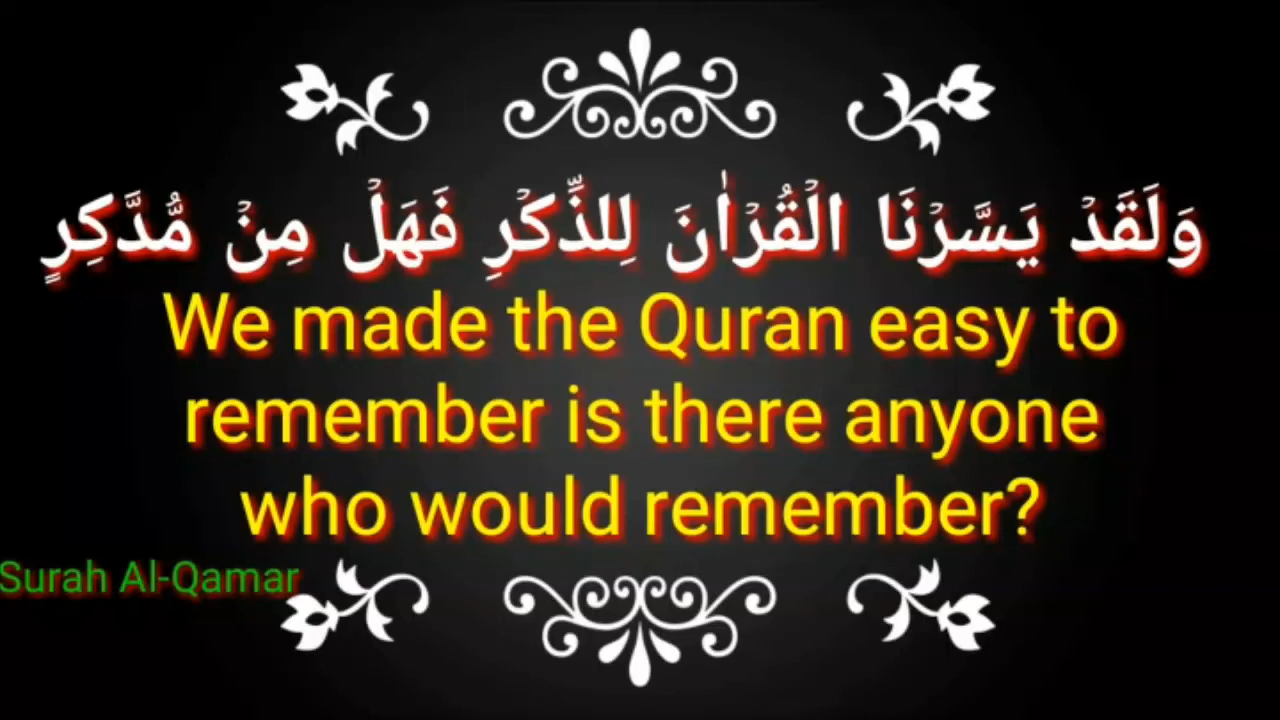 وَلَقَدۡ يَسَّرۡنَا الۡقُرۡاٰنَ لِلذِّكۡرِ فَهَلۡ مِنۡ مُّدَّكِرٍ
We made the Quran easy to
remember is there anyone
who would remember?
Surah Al-Qamar